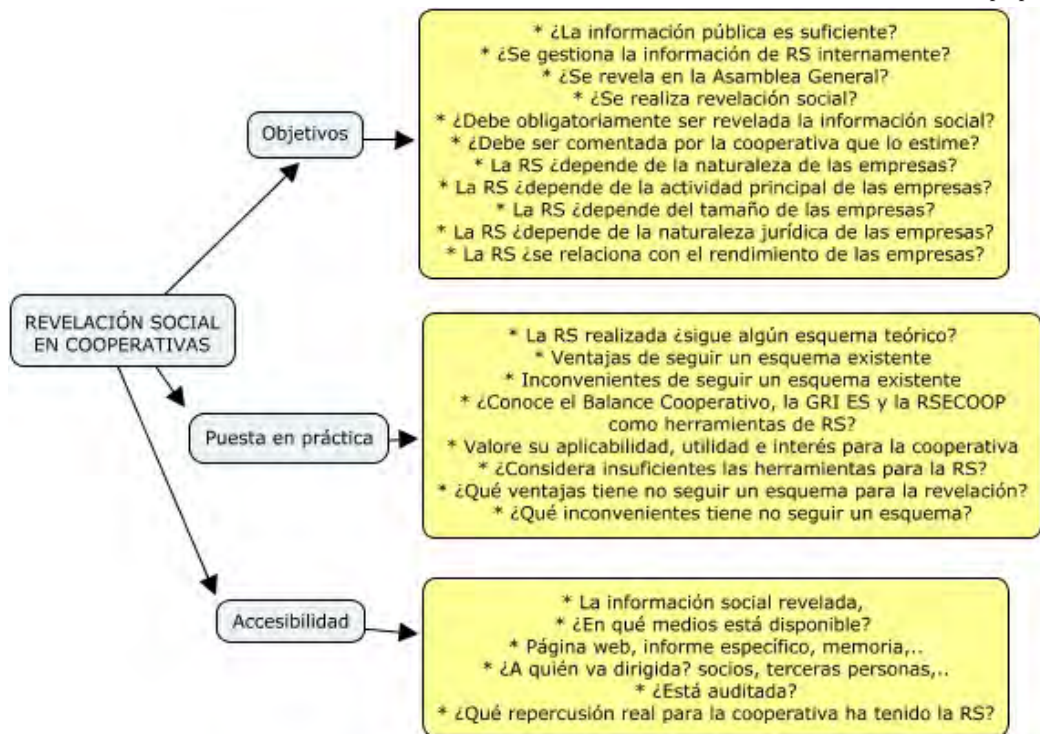 * ¿La información pública es suficiente?
* ¿Se gestiona la información de RS internamente?
* ¿Se revela en la Asamblea General?
* ¿Se realiza revelación social?
* ¿Debe obligatoriamente ser revelada la información social?
* ¿Debe ser comentada por la cooperativa que lo estime?
* La RS ¿depende de la naturaleza de las empresas?
* La RS ¿depende de la actividad principal de las empresas?
* La RS ¿depende del tamaño de las empresas?
* La RS ¿depende de la naturaleza jurídica de las empresas?
* La RS ¿se relaciona con el rendimiento de las empresas?
Objetivos
REVELACIÓN SOCIAL
EN COOPERATIVAS
* La RS realizada ¿sigue algún esquema teórico?
* Ventajas de seguir un esquema existente
* Inconvenientes de seguir un esquema existente
* ¿Conoce el Balance Cooperativo, la GRI ES y la RSECOOP
como herramientas de RS?
* Valore su aplicabilidad, utilidad e interés para la cooperativa
* ¿Considera insuficientes las herramientas para la RS?
* ¿Qué ventajas tiene no seguir un esquema para la revelación?
* ¿Qué inconvenientes tiene no seguir un esquema?
Puesta en práctica
* La información social revelada,
* ¿En qué medios está disponible?
* Página web, informe específico, memoria,..
* ¿A quién va dirigida? socios, terceras personas,..
* ¿Está auditada?
* ¿Qué repercusión real para la cooperativa ha tenido la RS?
Accesibilidad